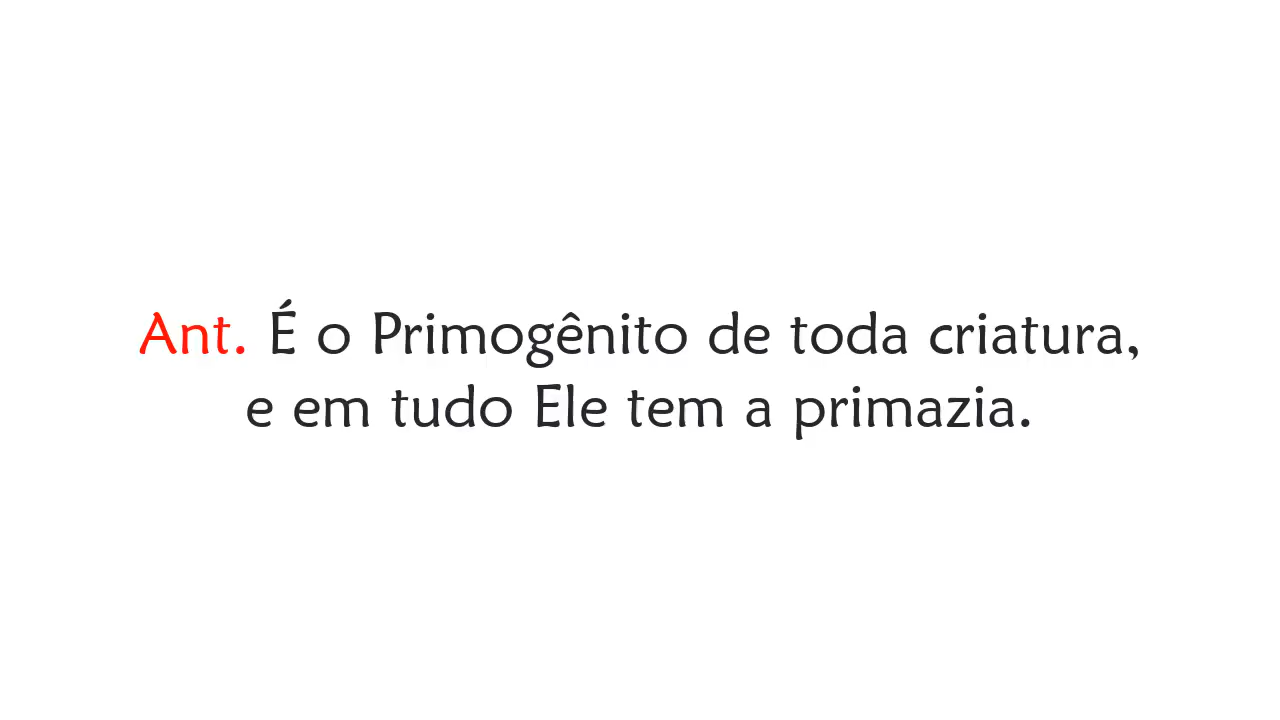 Ant. É o Primogênito de toda criatura,
e em tudo Ele tem a primazia.